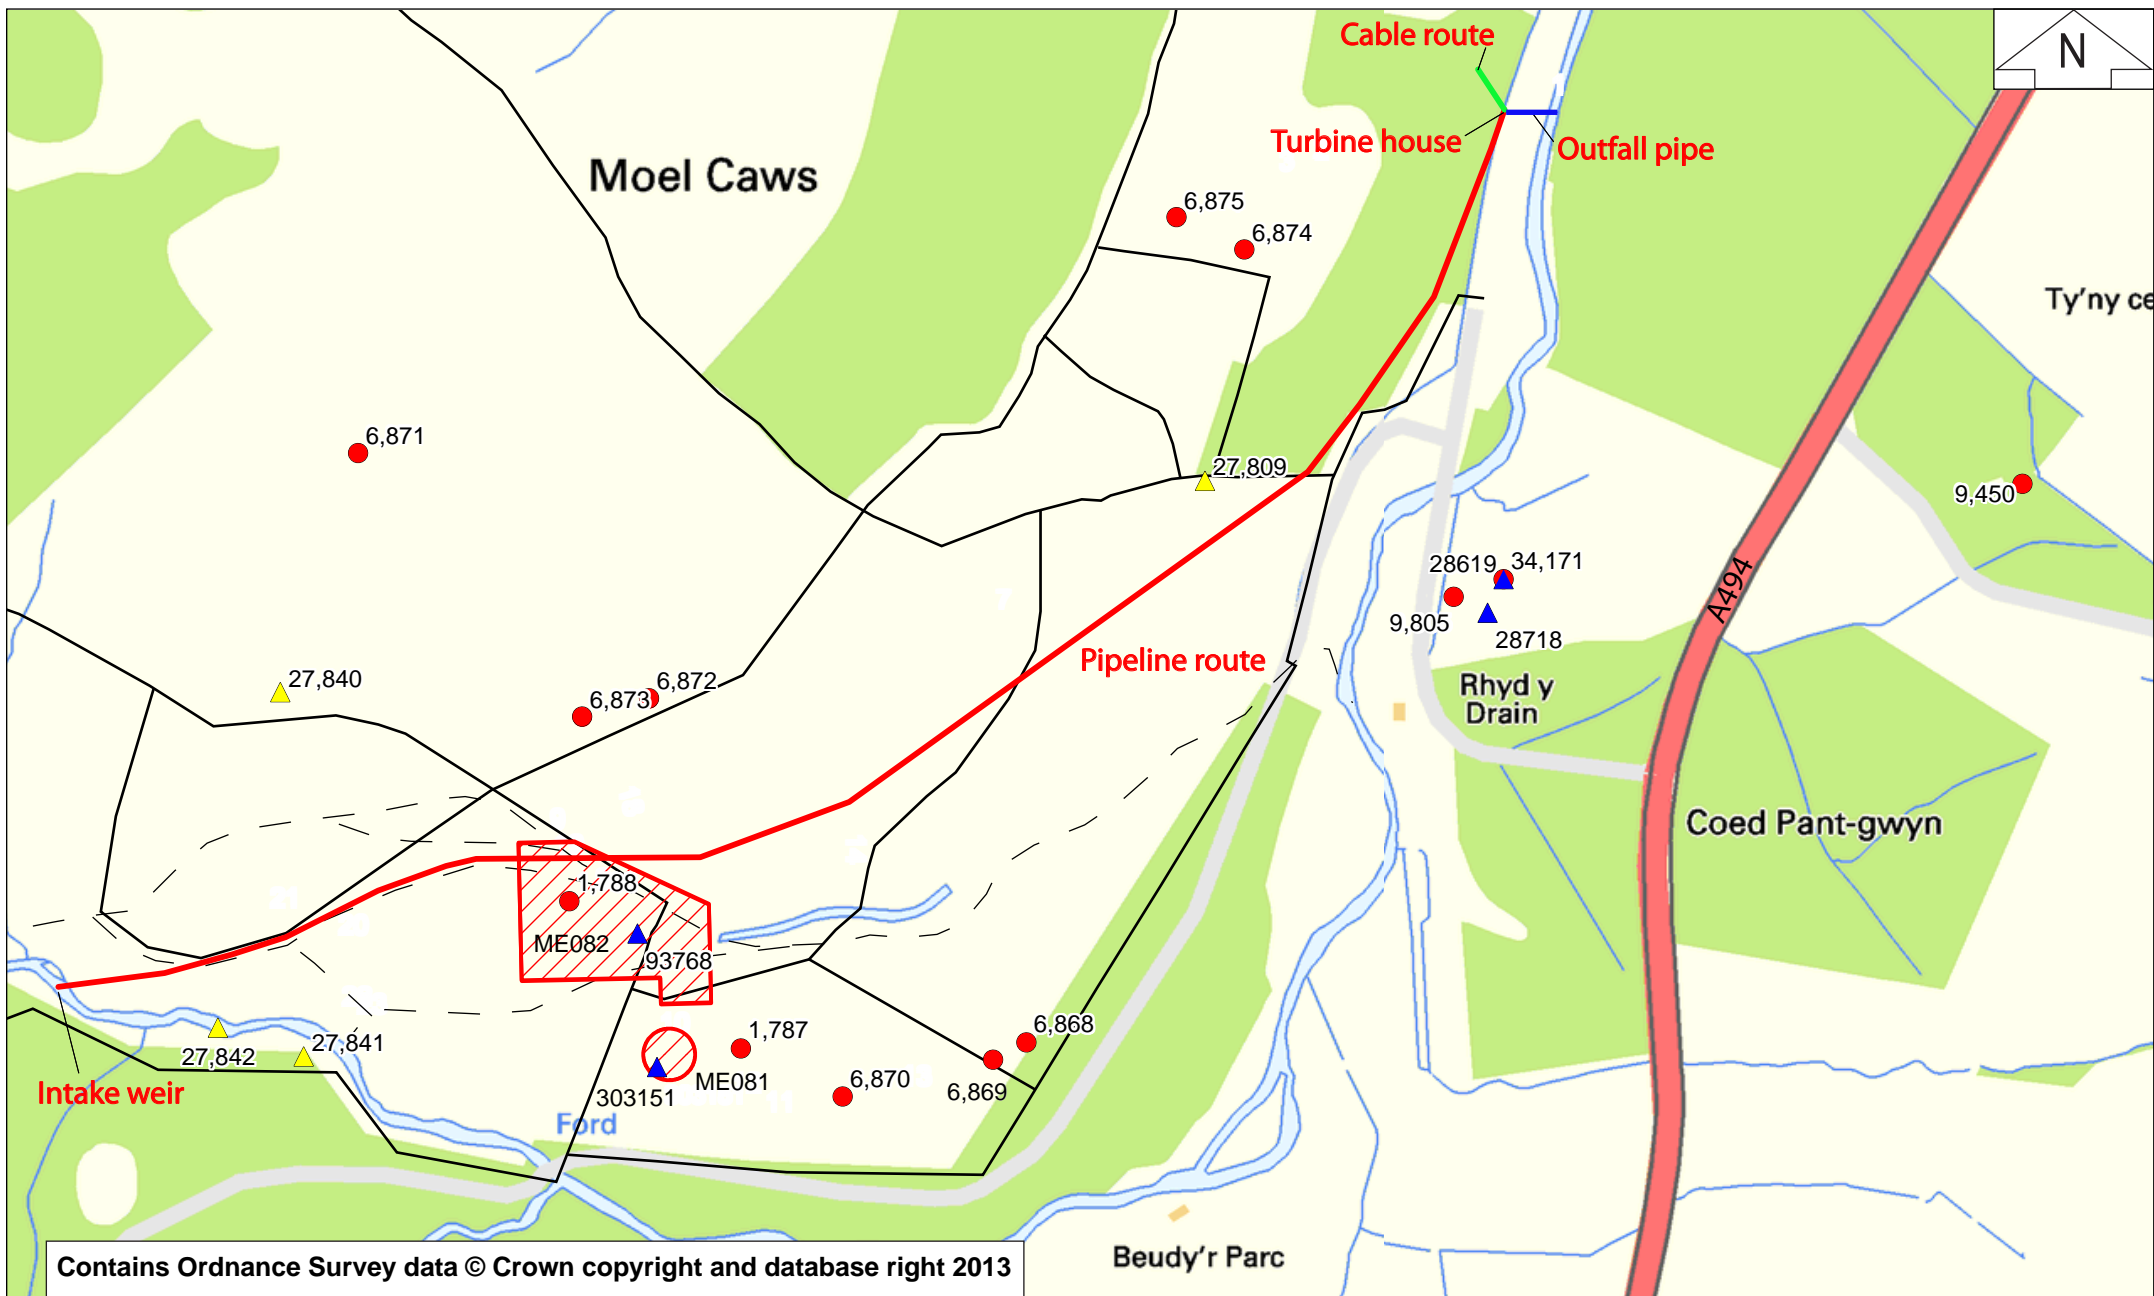 Cable route
N
Turbine house
Outfall pipe
Moel Caws
6,875
6,874
Ty'ny ce
6,871
27,809
9,450
28619
34,171
9,805
28718
A494
27,840
6,872
6,873
Pipeline route
Rhyd y
Drain
Coed Pant-gwyn
1,788
ME082
93768
27,842
27,841
1,787
6,868
ME081
6,870
6,869
Intake weir
303151
Ford
Beudy'r Parc
Contains Ordnance Survey data © Crown copyright and database right 2013